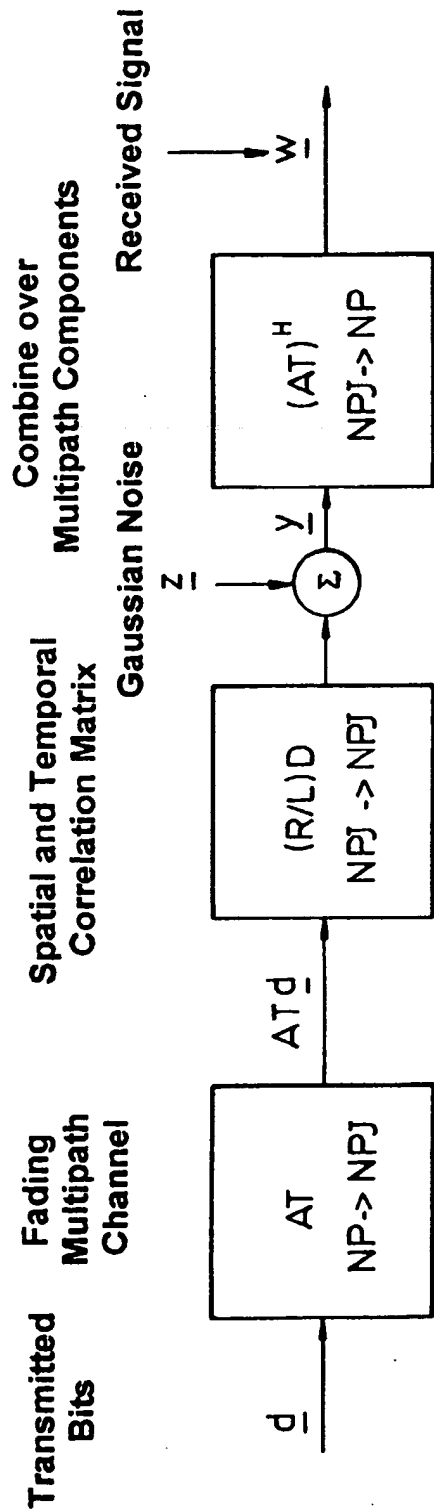 Transmitted
Bits
Fading
Multipath
Channel
Spatial and Temporal
Correlation Matrix
Gaussian Noise
Combine over
Multipath Components
Received Signal
d
AT
NP-> NPJ
AT d
(R/L)D
NPJ -> NPJ
z
Σ
y
(AT)ᴴ
NPJ-> NP
w